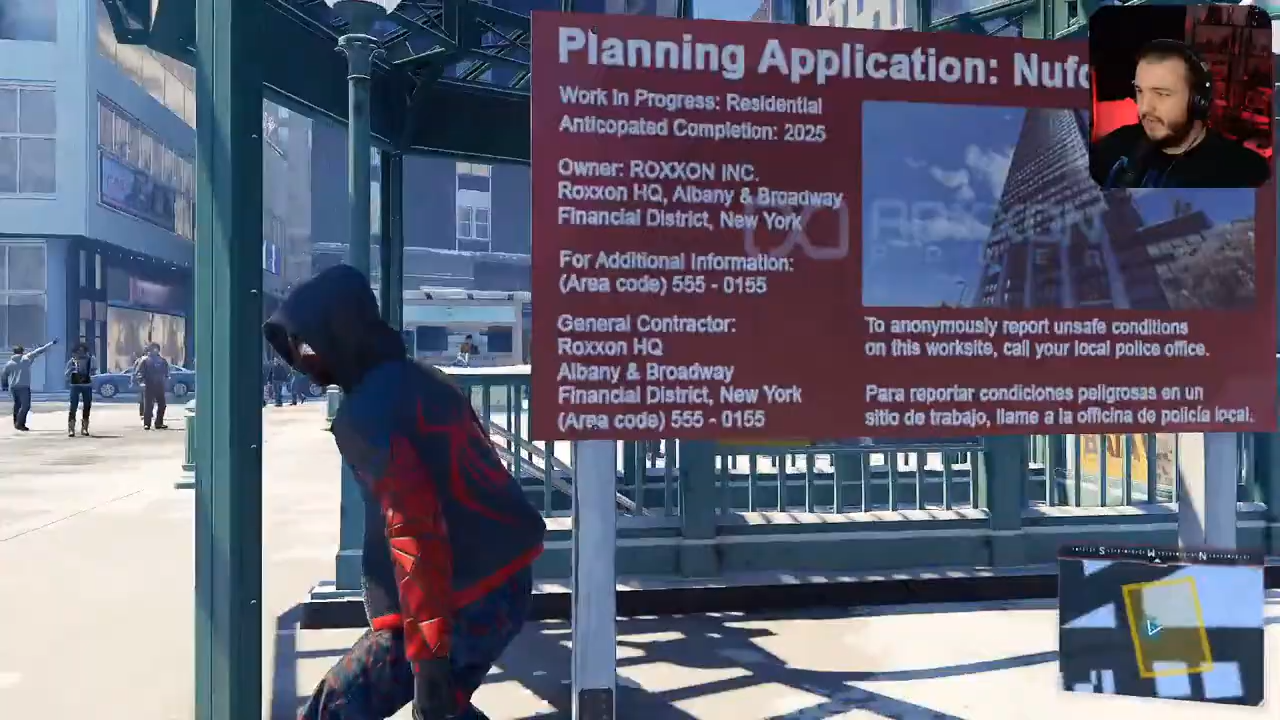 Planning Application: Nufo
Work In Progress: Residential
Anticopated Completion: 2025
Owner: ROXXON INC.
Roxxon HQ, Albany & Broadway
Financial District, New York
For Additional Information:
(Area code) 555 - 0155
General Contractor:
Roxxon HQ
Albany & Broadway
Financial District, New York
(Area code) 555 - 0155
ROXXON
POWER
To anonymously report unsafe conditions
on this worksite, call your local police office.
Para reportar condiciones peligrosas en un
sitio de trabajo, llame a la officina de policía local.
S W N